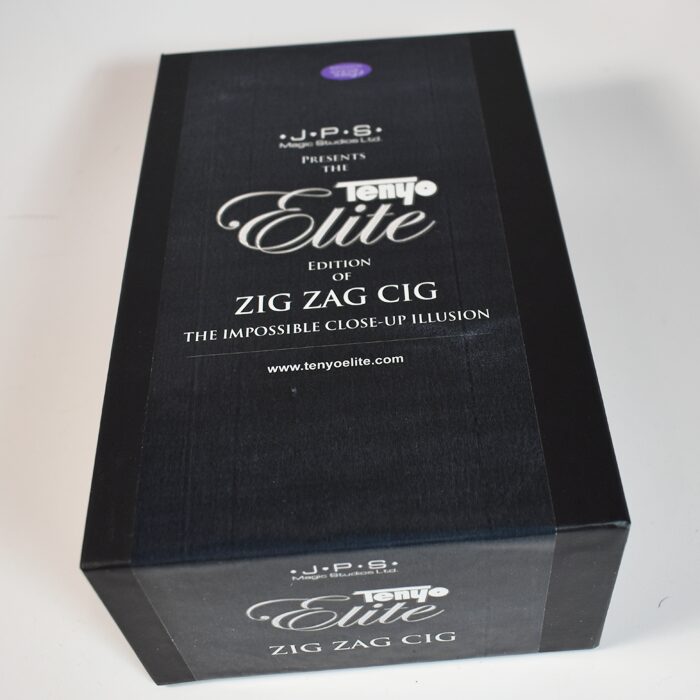 ·J·P·S·
Magic Studios Ltd.
PRESENTS
THE
Tenyo
Elite
EDITION
OF
ZIG ZAG CIG
THE IMPOSSIBLE CLOSE-UP ILLUSION
www.tenyoelite.com
·J·P·S·
Magic Studios Ltd.
Tenyo
Elite
ZIG ZAG CIG